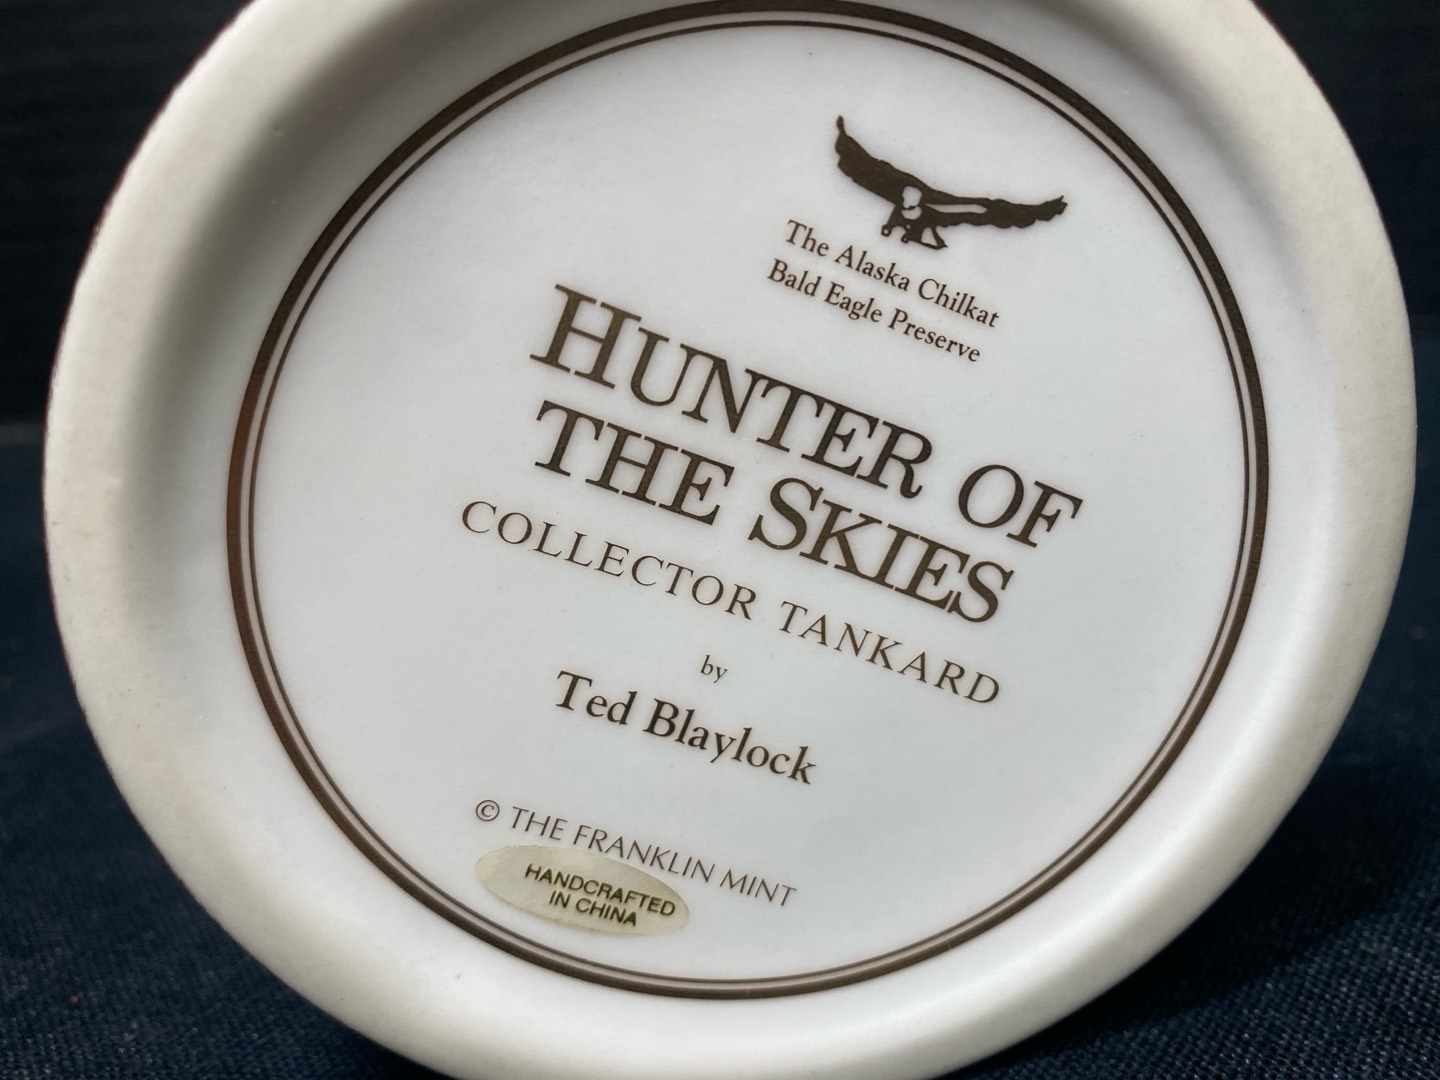 The Alaska Chilkat
Bald Eagle Preserve
HUNTER OF
THE SKIES
COLLECTOR TANKARD
by
Ted Blaylock
© THE FRANKLIN MINT
HANDCRAFTED
IN CHINA